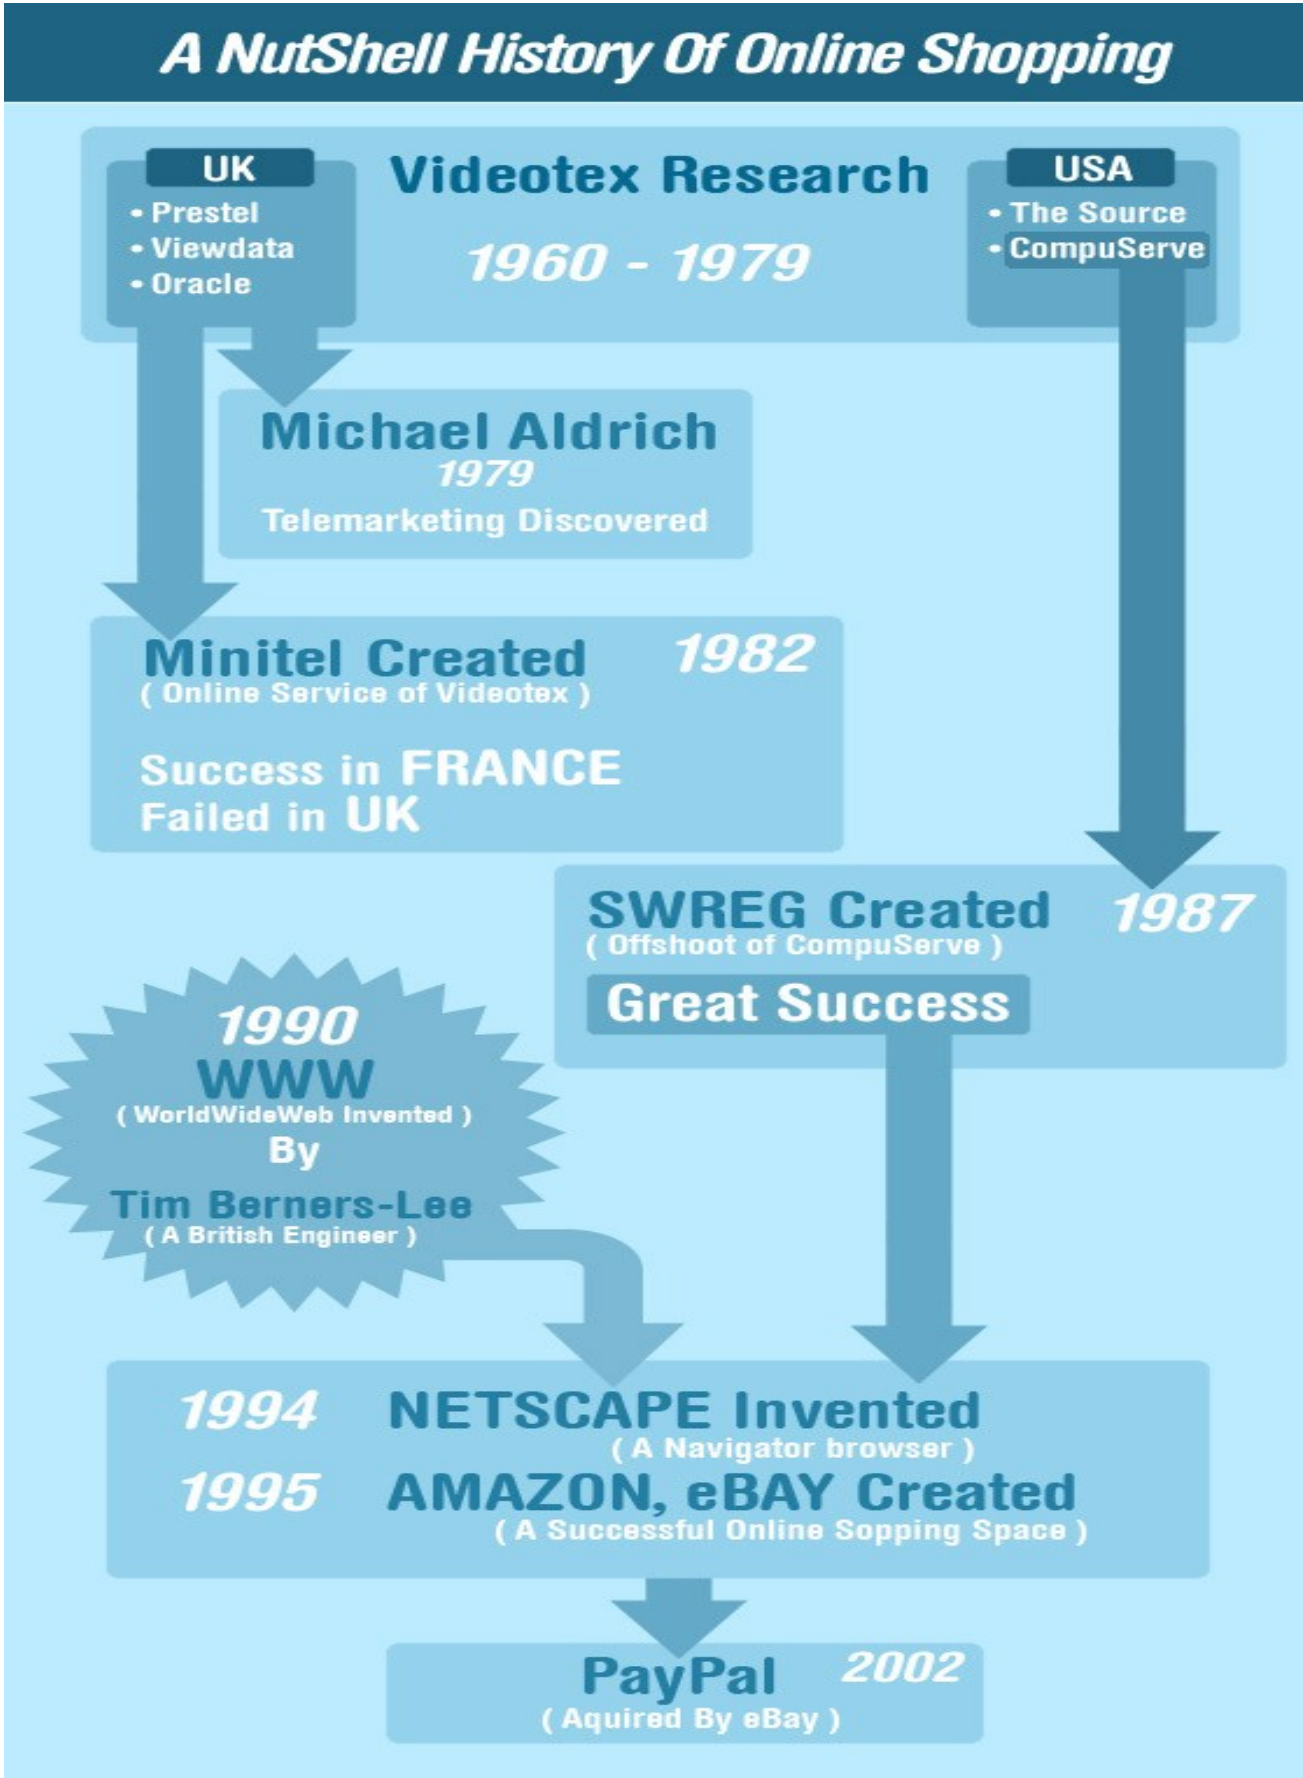 A NutShell History Of Online Shopping
UK
• Prestel
• Viewdata
• Oracle
Videotex Research
1960 - 1979
USA
• The Source
• CompuServe
Michael Aldrich
1979
Telemarketing Discovered
Minitel Created 1982
( Online Service of Videotex )
Success in FRANCE
Failed in UK
SWREG Created 1987
( Offshoot of CompuServe )
Great Success
1990
WWW
( WorldWideWeb Invented )
By
Tim Berners-Lee
( A British Engineer )
1994 NETSCAPE Invented
( A Navigator browser )
1995 AMAZON, eBAY Created
( A Successful Online Sopping Space )
PayPal 2002
( Aquired By eBay )